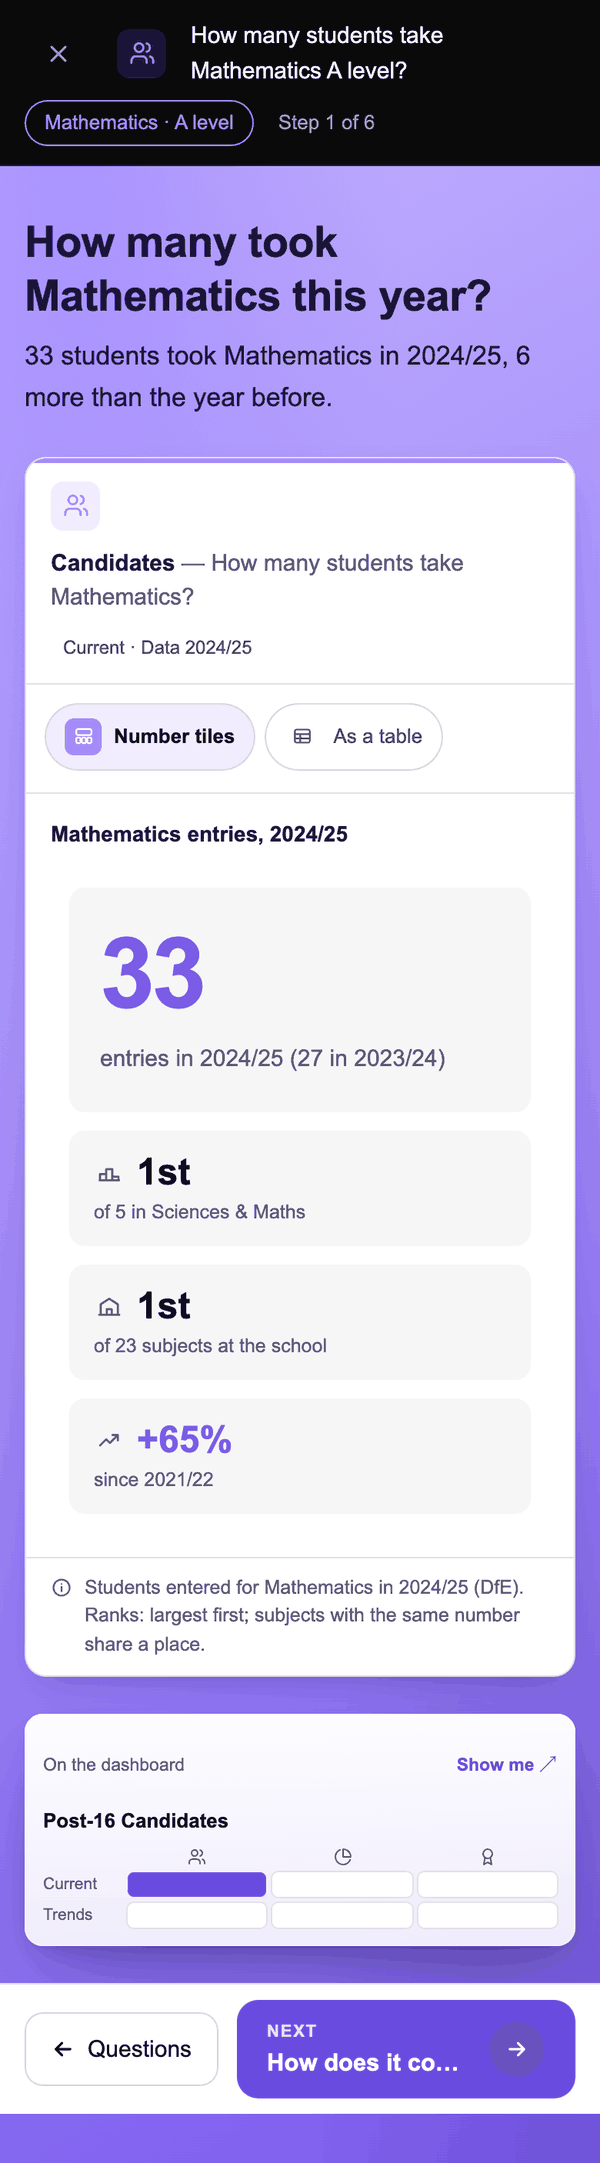 How many students take
Mathematics A level?
Mathematics · A level
Step 1 of 6
How many took
Mathematics this year?
33 students took Mathematics in 2024/25, 6
more than the year before.
Candidates — How many students take
Mathematics?
Current · Data 2024/25
Number tiles
As a table
Mathematics entries, 2024/25
33
entries in 2024/25 (27 in 2023/24)
1st
of 5 in Sciences & Maths
1st
of 23 subjects at the school
+65%
since 2021/22
Students entered for Mathematics in 2024/25 (DfE).
Ranks: largest first; subjects with the same number
share a place.
On the dashboard
Show me
Post-16 Candidates
Current
Trends
Questions
NEXT
How does it co...